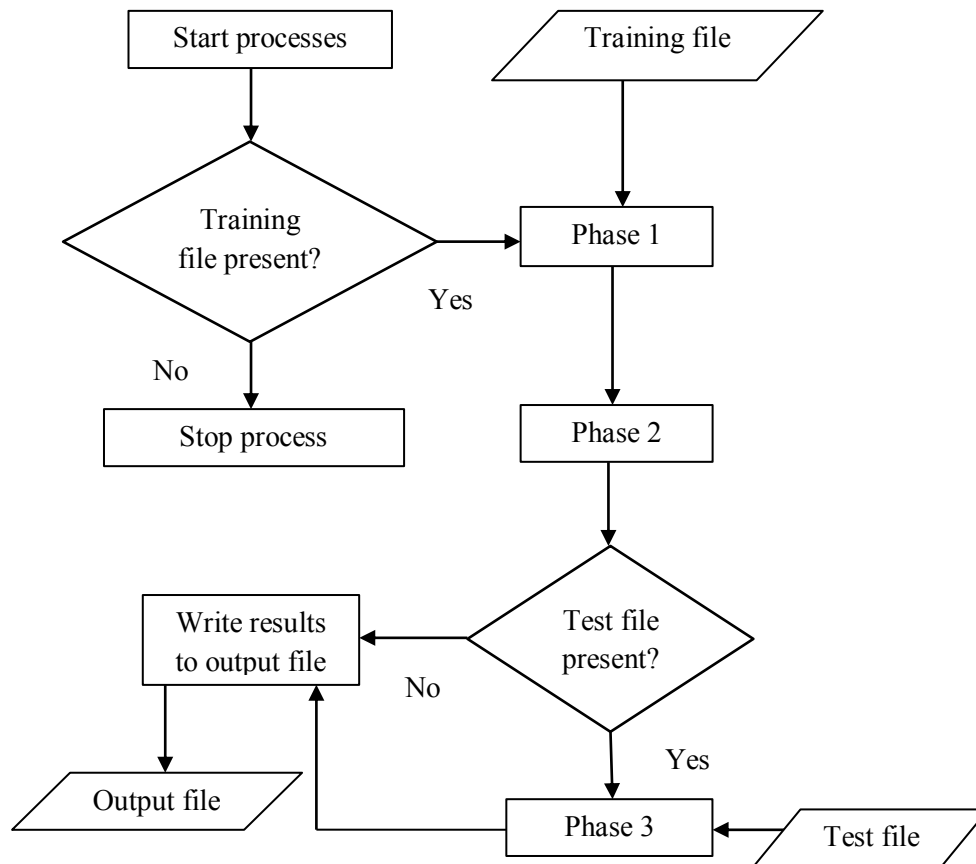 Start processes
Training file
Training
file present?
Phase 1
Yes
No
Stop process
Phase 2
Write results
to output file
Test file
present?
No
Yes
Output file
Phase 3
Test file